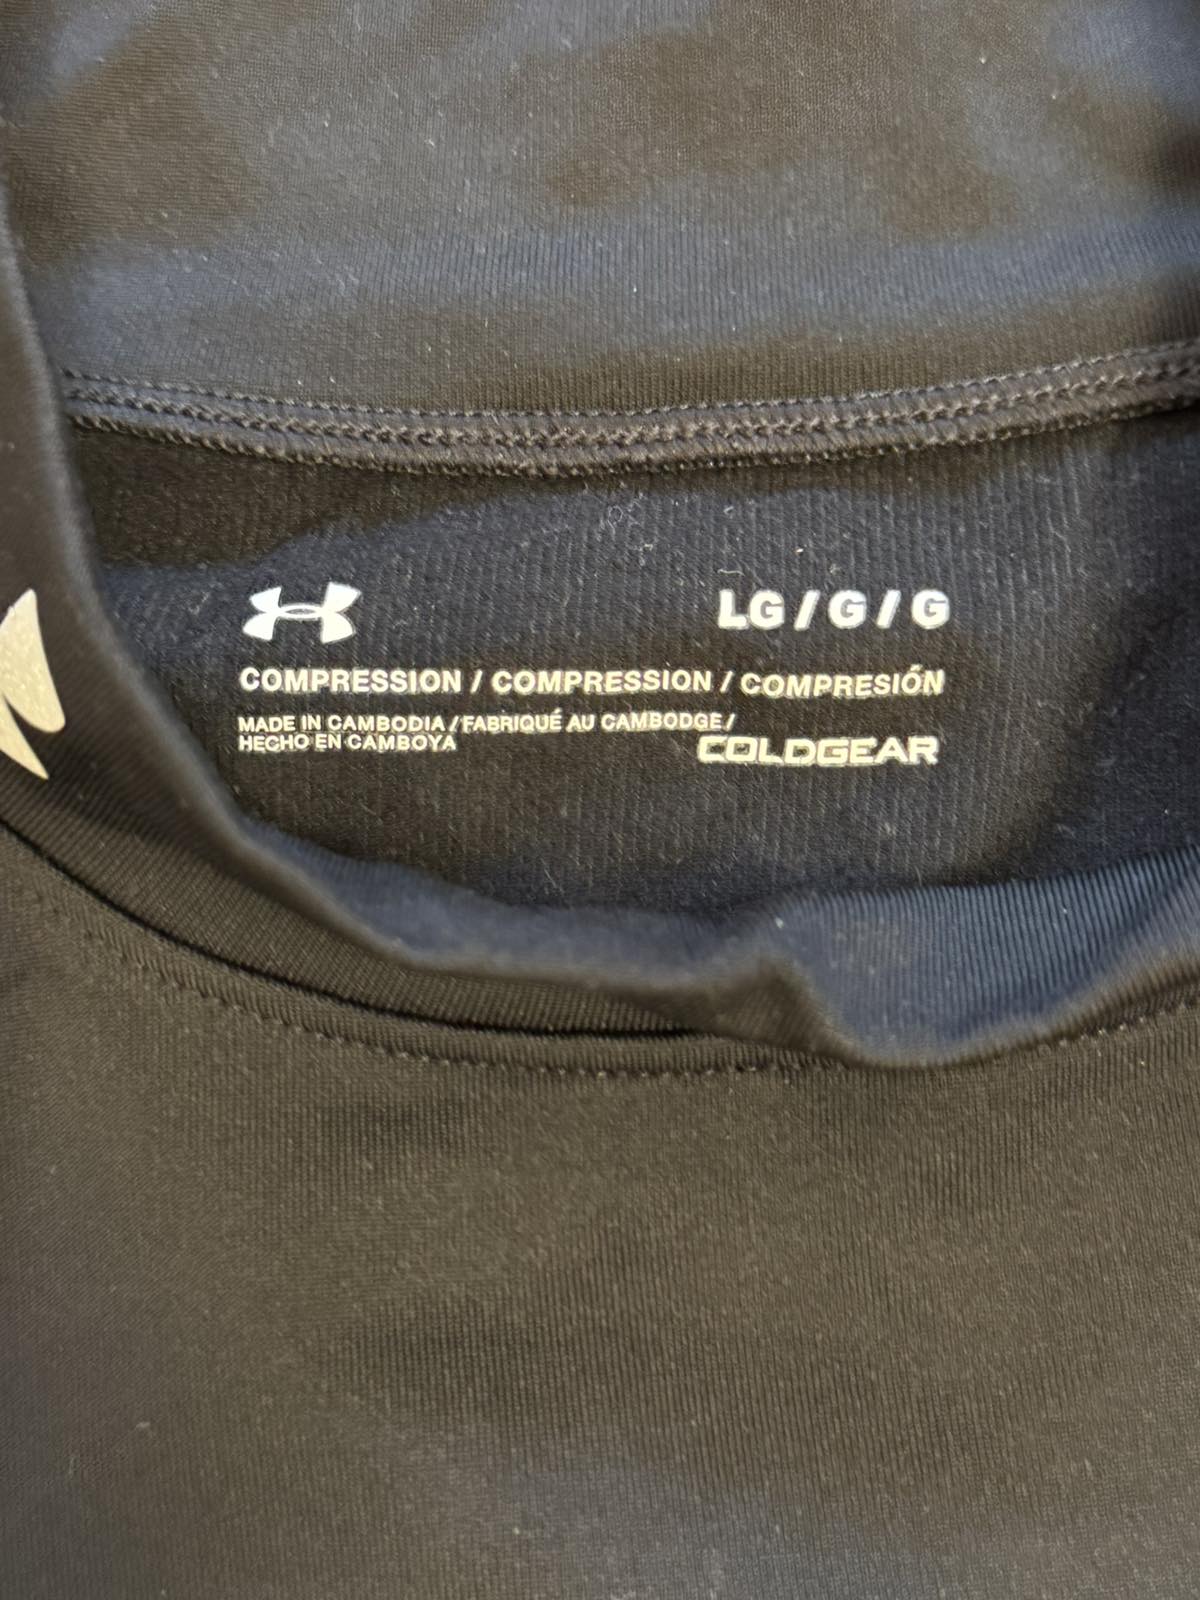 LG / G / G
COMPRESSION / COMPRESSION / COMPRESIÓN
MADE IN CAMBODIA / FABRIQUÉ AU CAMBODGE /
HECHO EN CAMBOYA
COLDGEAR